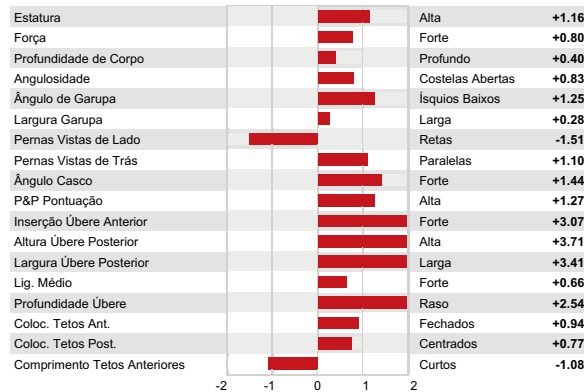 Estatura Alta +1.16
Força Forte +0.80
Profundidade de Corpo Profundo +0.40
Angulosidade Costelas Abertas +0.83
Ângulo de Garupa Ísquios Baixos +1.25
Largura Garupa Larga +0.28
Pernas Vistas de Lado Retas -1.51
Pernas Vistas de Trás Paralelas +1.10
Ângulo Casco Forte +1.44
P&P Pontuação Alta +1.27
Inserção Úbere Anterior Forte +3.07
Altura Úbere Posterior Alta +3.71
Largura Úbere Posterior Larga +3.41
Lig. Médio Forte +0.66
Profundidade Úbere Raso +2.54
Coloc. Tetos Ant. Fechados +0.94
Coloc. Tetos Post. Centrados +0.77
Comprimento Tetos Anteriores Curtos -1.08
-2 -1 0 1 2